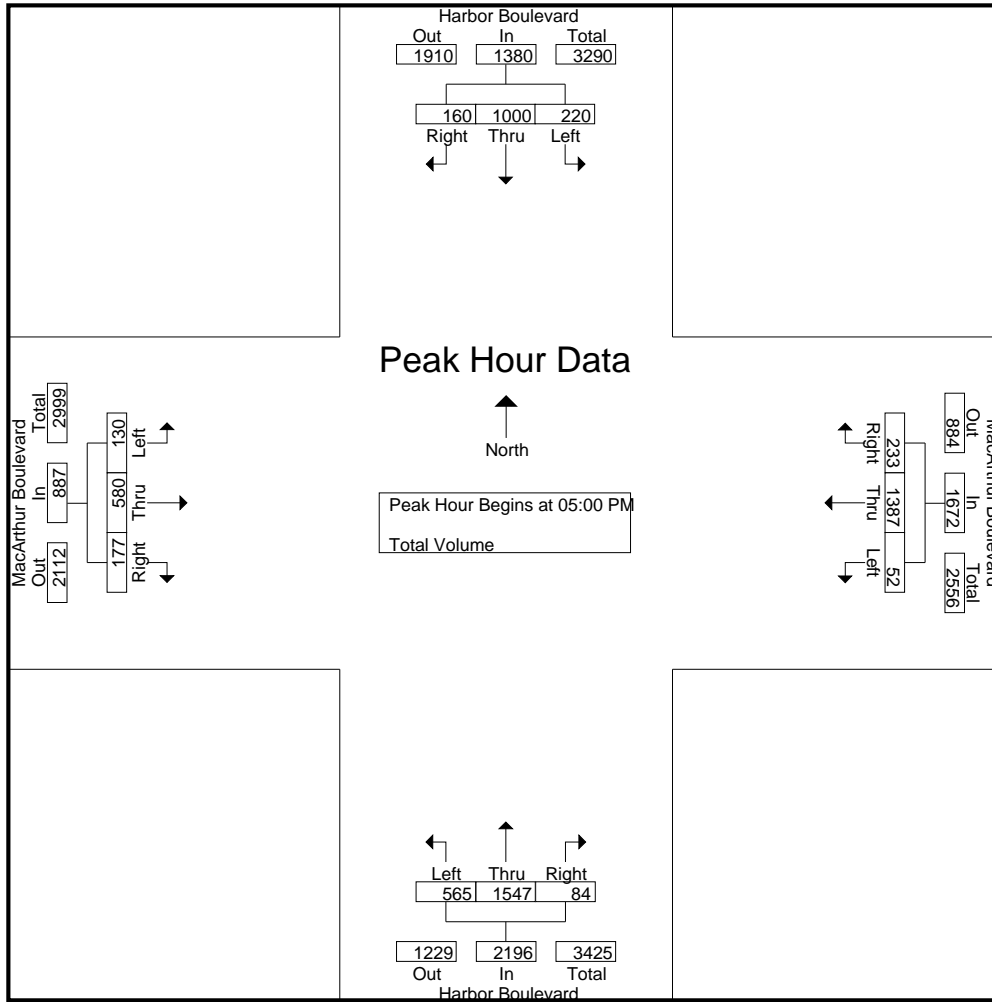 Harbor Boulevard
Out In Total
1910 1380 3290
160 1000 220
Right Thru Left
Peak Hour Data
North
Peak Hour Begins at 05:00 PM
Total Volume
MacArthur Boulevard
Total In Out
2999 887 2112
130 580 177
Left Thru Right
MacArthur Boulevard
Out In Total
884 1672 2556
Right Thru Left
233 1387 52
Left Thru Right
565 1547 84
1229 2196 3425
Out In Total
Harbor Boulevard